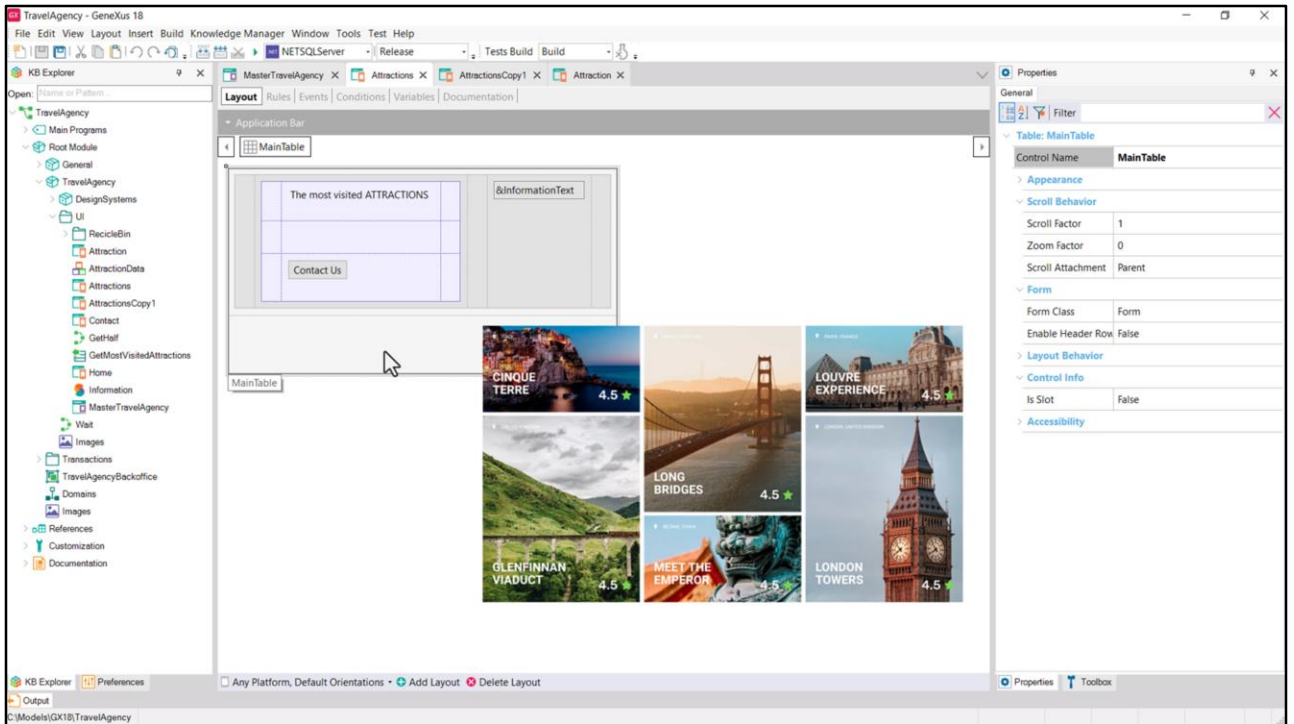 TravelAgency - GeneXus 18
File Edit View Layout Insert Build Knowledge Manager Window Tools Test Help
NETSQLServer Release Tests Build Build
KB Explorer
Open: Name or Pattern...
TravelAgency
Main Programs
Root Module
General
TravelAgency
DesignSystems
UI
RecicleBin
Attraction
AttractionData
Attractions
AttractionsCopy1
Contact
GetHalf
GetMostVisitedAttractions
Home
Information
MasterTravelAgency
Wait
Images
Transactions
TravelAgencyBackoffice
Domains
Images
References
Customization
Documentation
KB Explorer Preferences
MasterTravelAgency X Attractions X AttractionsCopy1 X Attraction X
Layout Rules Events Conditions Variables Documentation
Application Bar
MainTable
The most visited ATTRACTIONS
&InformationText
Contact Us
MainTable
CINQUE
TERRE
4.5
LONG
BRIDGES
4.5
LOUVRE
EXPERIENCE
4.5
GLENFINNAN
VIADUCT
4.5
MEET THE
EMPEROR
4.5
LONDON
TOWERS
4.5
Any Platform, Default Orientations Add Layout Delete Layout
Properties
General
Filter
Table: MainTable
Control Name MainTable
Appearance
Scroll Behavior
Scroll Factor 1
Zoom Factor 0
Scroll Attachment Parent
Form
Form Class Form
Enable Header Row False
Layout Behavior
Control Info
Is Slot False
Accessibility
Properties Toolbox
Output
C:\Models\GX18\TravelAgency